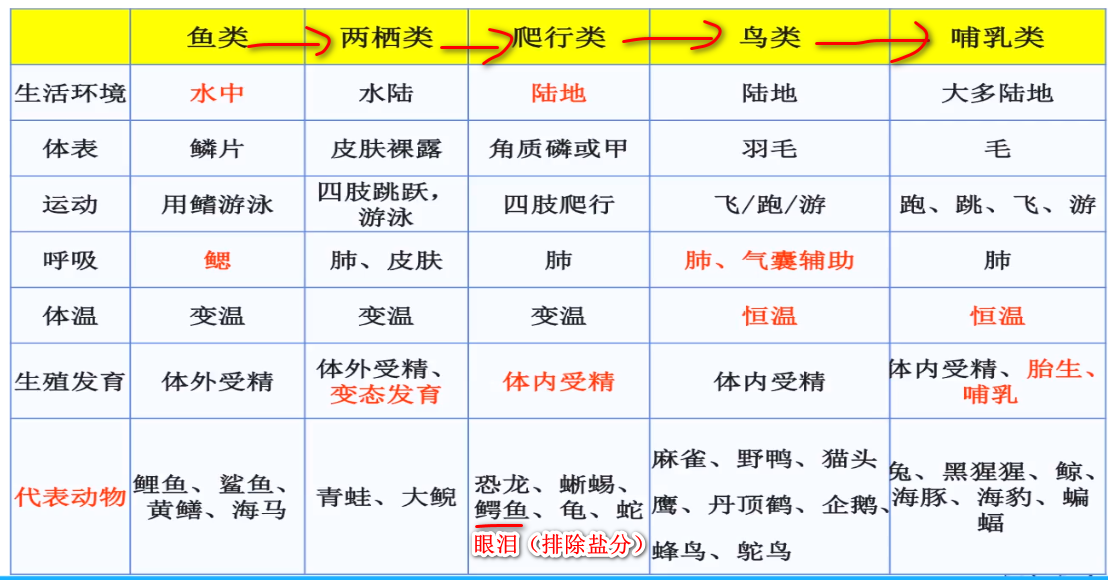 鱼类 两栖类 爬行类 鸟类 哺乳类
生活环境 水中 水陆 陆地 陆地 大多陆地
体表 鳞片 皮肤裸露 角质磷或甲 羽毛 毛
运动 用鳍游泳 四肢跳跃，
游泳 四肢爬行 飞/跑/游 跑、跳、飞、游
呼吸 鳃 肺、皮肤 肺 肺、气囊辅助 肺
体温 变温 变温 变温 恒温 恒温
生殖发育 体外受精 体外受精、
变态发育 体内受精 体内受精 体内受精、胎生、
哺乳
代表动物 鲤鱼、鲨鱼、
黄鳝、海马 青蛙、大鲵 恐龙、蜥蜴、
鳄鱼、龟、蛇
眼泪（排除盐分）
麻雀、野鸭、猫头
鹰、丹顶鹤、企鹅、
蜂鸟、鸵鸟
兔、黑猩猩、鲸、
海豚、海豹、蝙
蝠